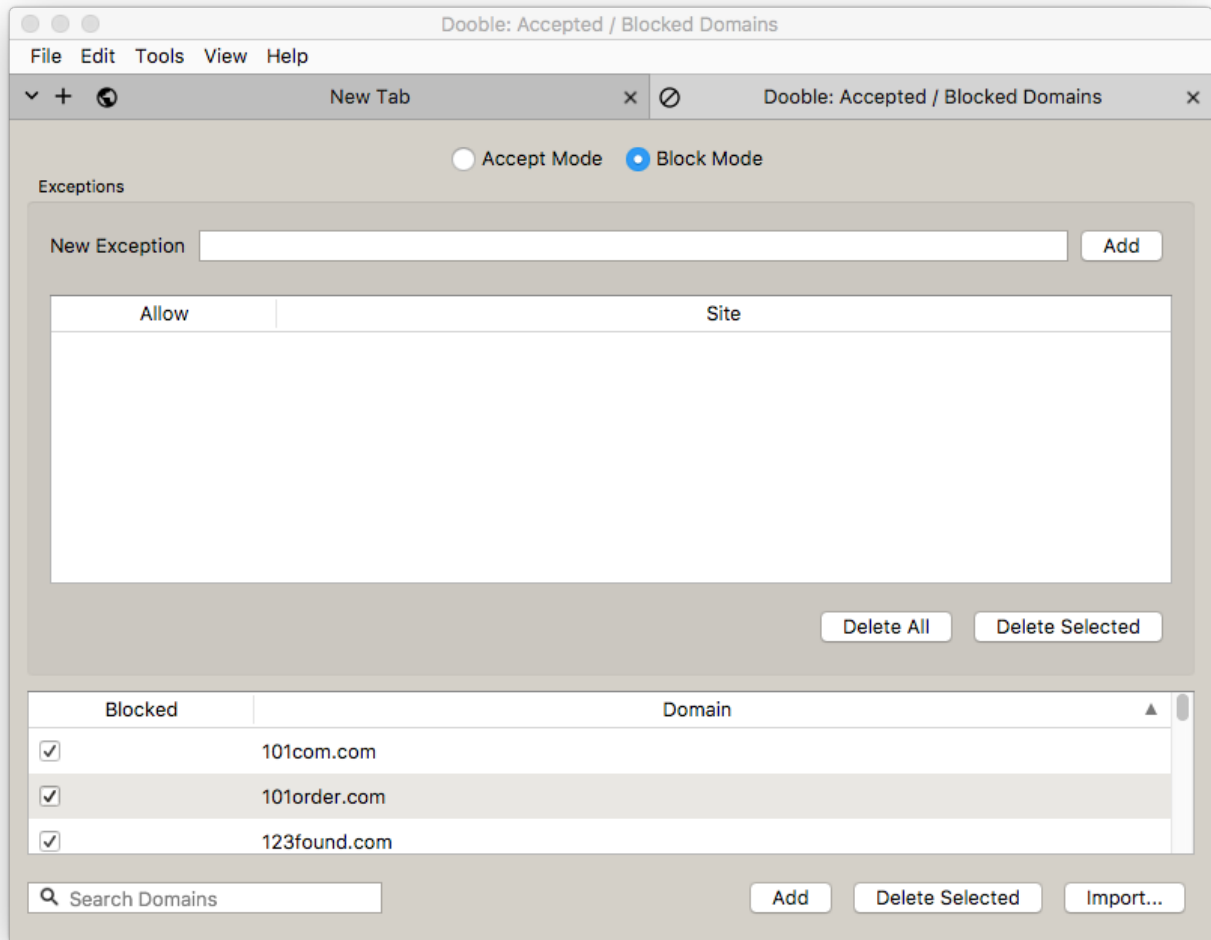 Dooble: Accepted / Blocked Domains
File Edit Tools View Help
New Tab Dooble: Accepted / Blocked Domains
Accept Mode Block Mode
Exceptions
New Exception Add
Allow Site
Delete All Delete Selected
Blocked Domain
101com.com
101order.com
123found.com
Search Domains Add Delete Selected Import...